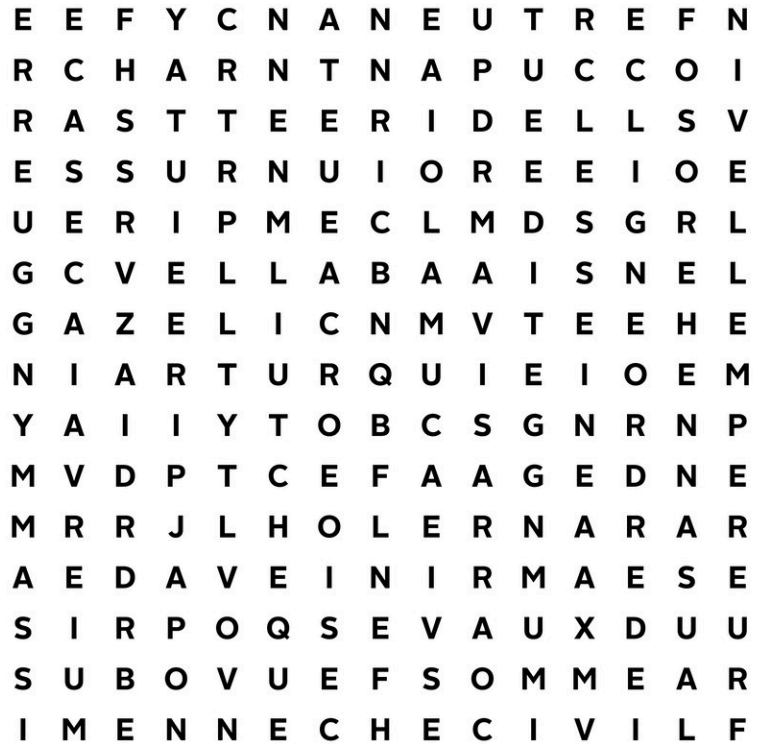 E E F Y C N A N E U T R E F N
R C H A R N T N A P U C C O I
R A S T T E E R I D E L L S V
E S S U R N U I O R E E I O E
U E R I P M E C L M D S G R L
G C V E L L A B A A I S N E L
G A Z E L I C N M V T E E H E
N I A R T U R Q U I E I O E M
Y A I I Y T O B C S G N R N P
M V D P T C E F A A G E D N E
M R R J L H O L E R N A R A R
A E D A V E I N I R M A E S E
S I R P O Q S E V A U X D U U
S U B O V U E F S O M M E A R
I M E N N E C H E C I V I L F